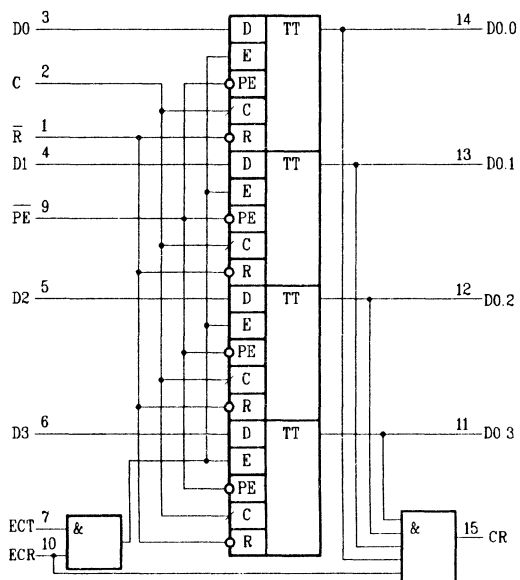 D0 3 D TT 14 D0.0
E
C 2 PE
C
R̅ 1 R
D1 4 D TT 13 D0.1
E
P̅E̅ 9 PE
C
R
D2 5 D TT 12 D0.2
E
PE
C
R
D3 6 D TT 11 D0 3
E
PE
ECT 7 & C & 15 CR
ECR 10 R